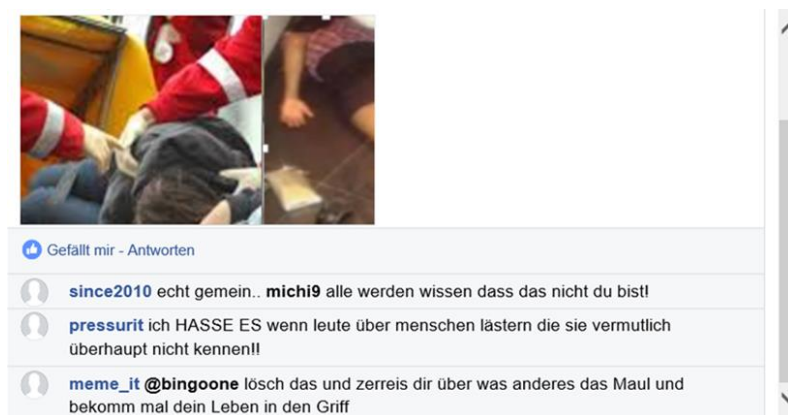 Gefällt mir - Antworten
since2010 echt gemein.. michi9 alle werden wissen dass das nicht du bist!
pressurit ich HASSE ES wenn leute über menschen lästern die sie vermutlich
überhaupt nicht kennen!!
meme_it @bingoone lösch das und zerreis dir über was anderes das Maul und
bekomm mal dein Leben in den Griff